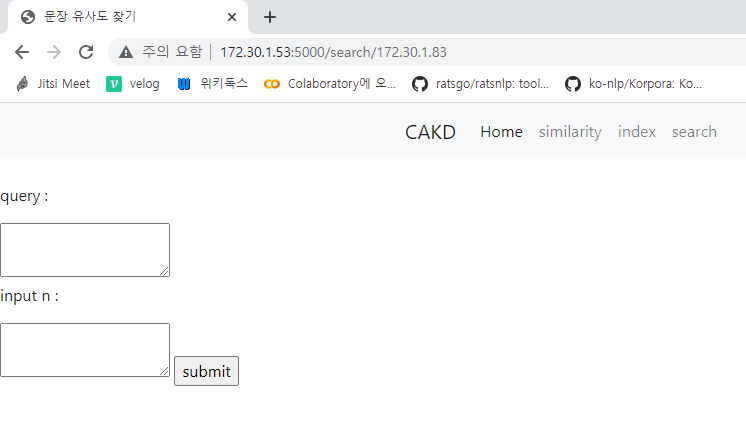 문장 유사도 찾기
주의 요함 | 172.30.1.53:5000/search/172.30.1.83
Jitsi Meet velog 위키독스 Colaboratory에 오... ratsgo/ratsnlp: tool... ko-nlp/Korpora: Ko...
CAKD Home similarity index search
query :
input n :
submit